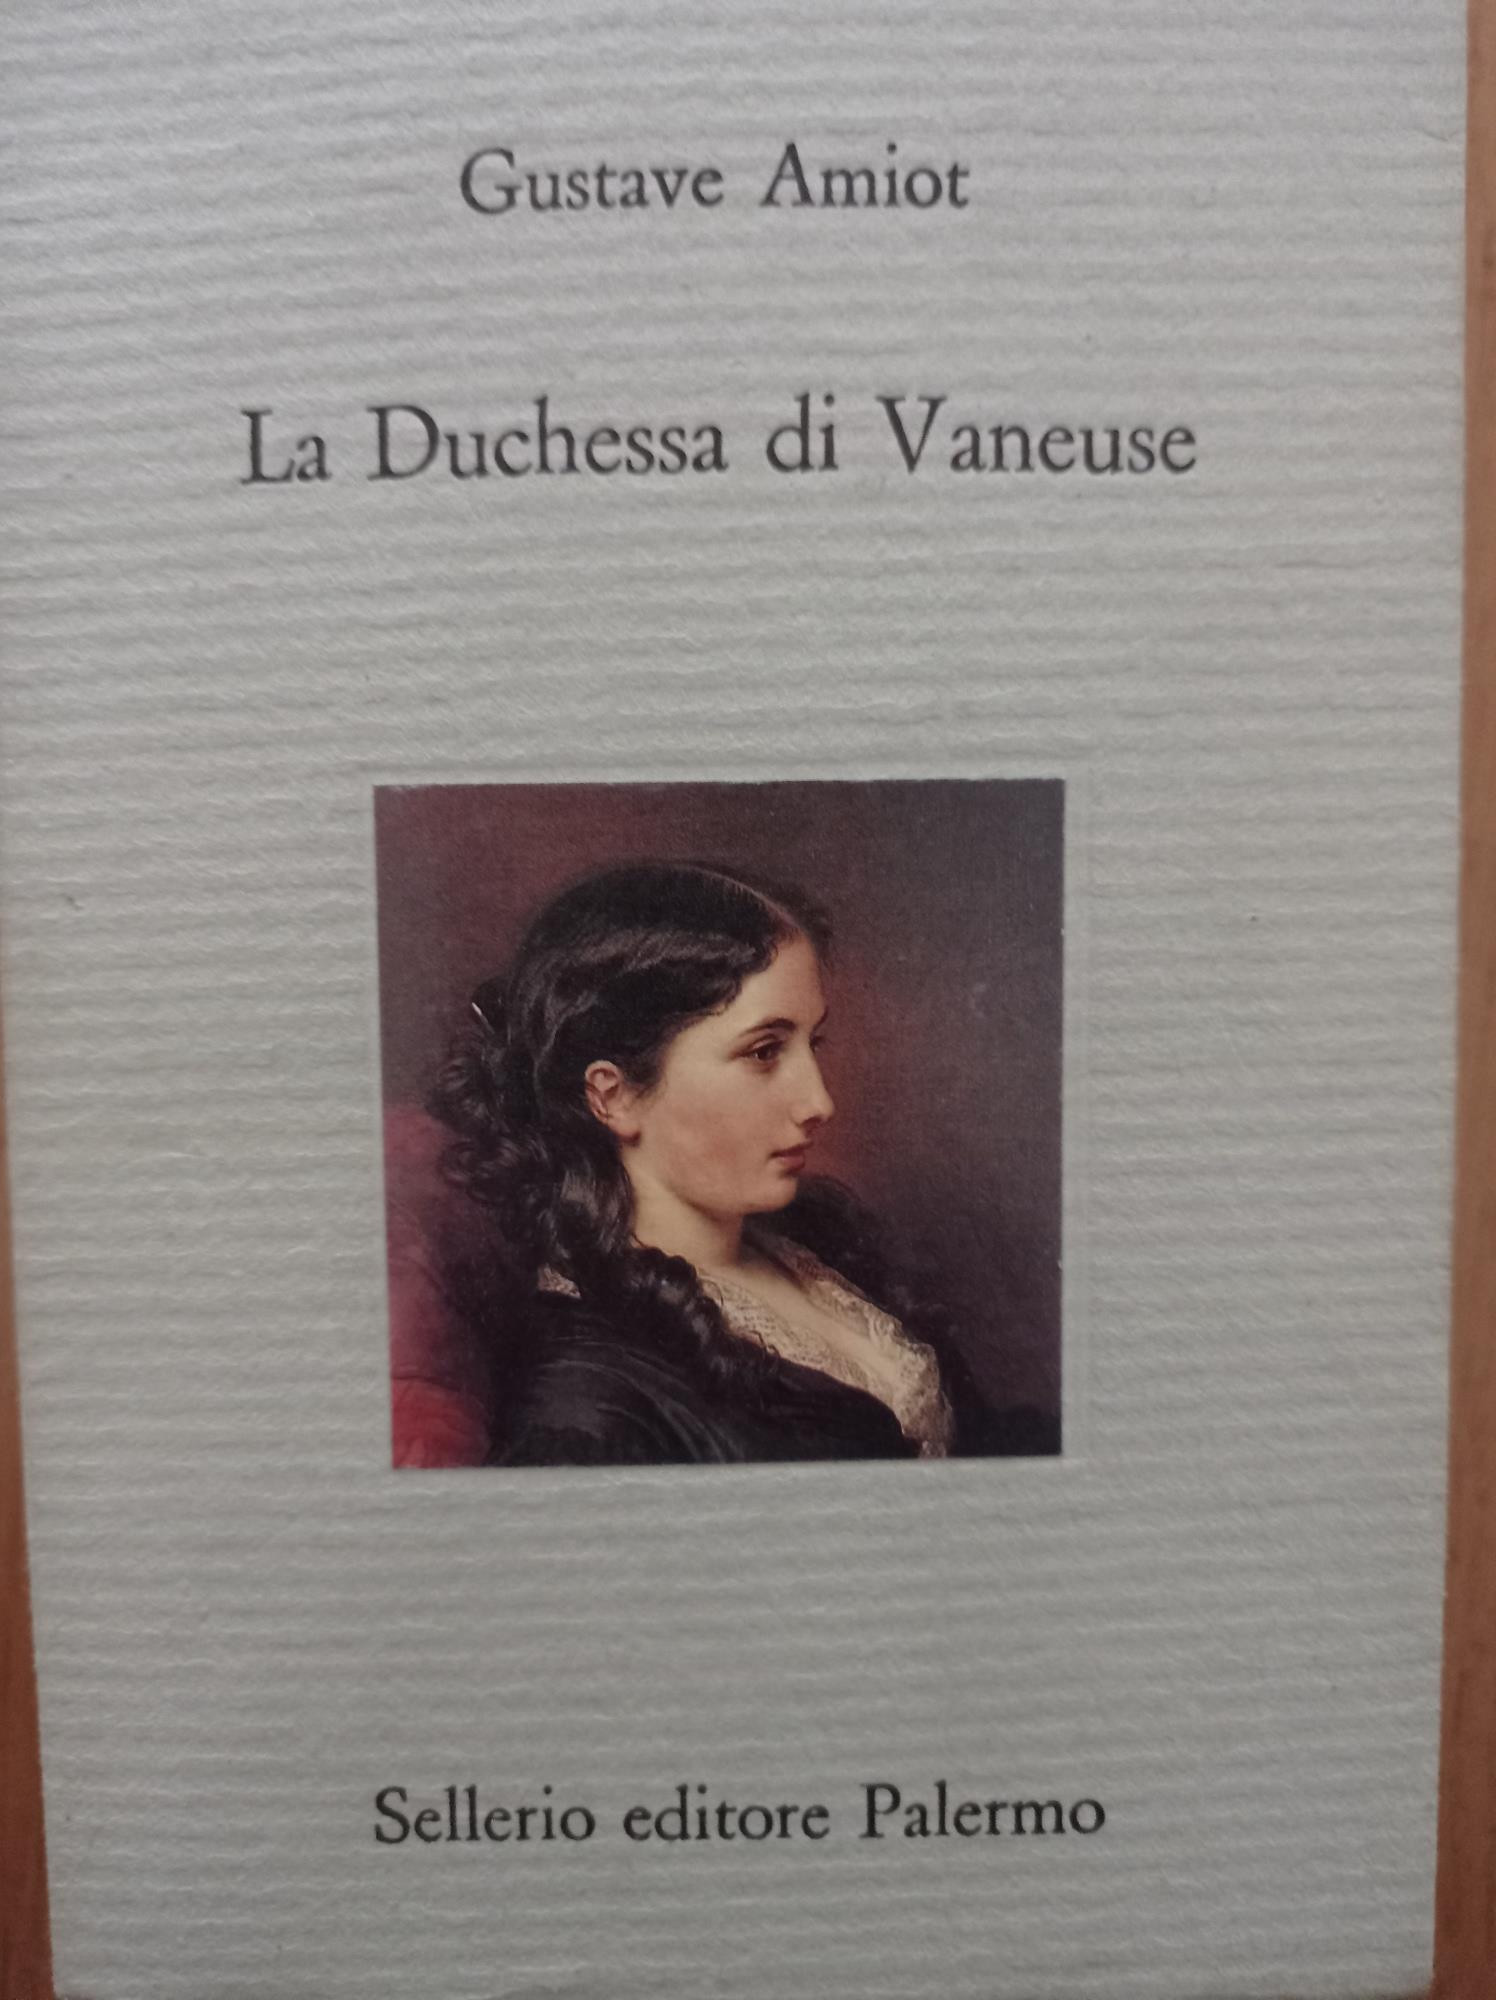 Gustave Amiot
La Duchessa di Vaneuse
Sellerio editore Palermo